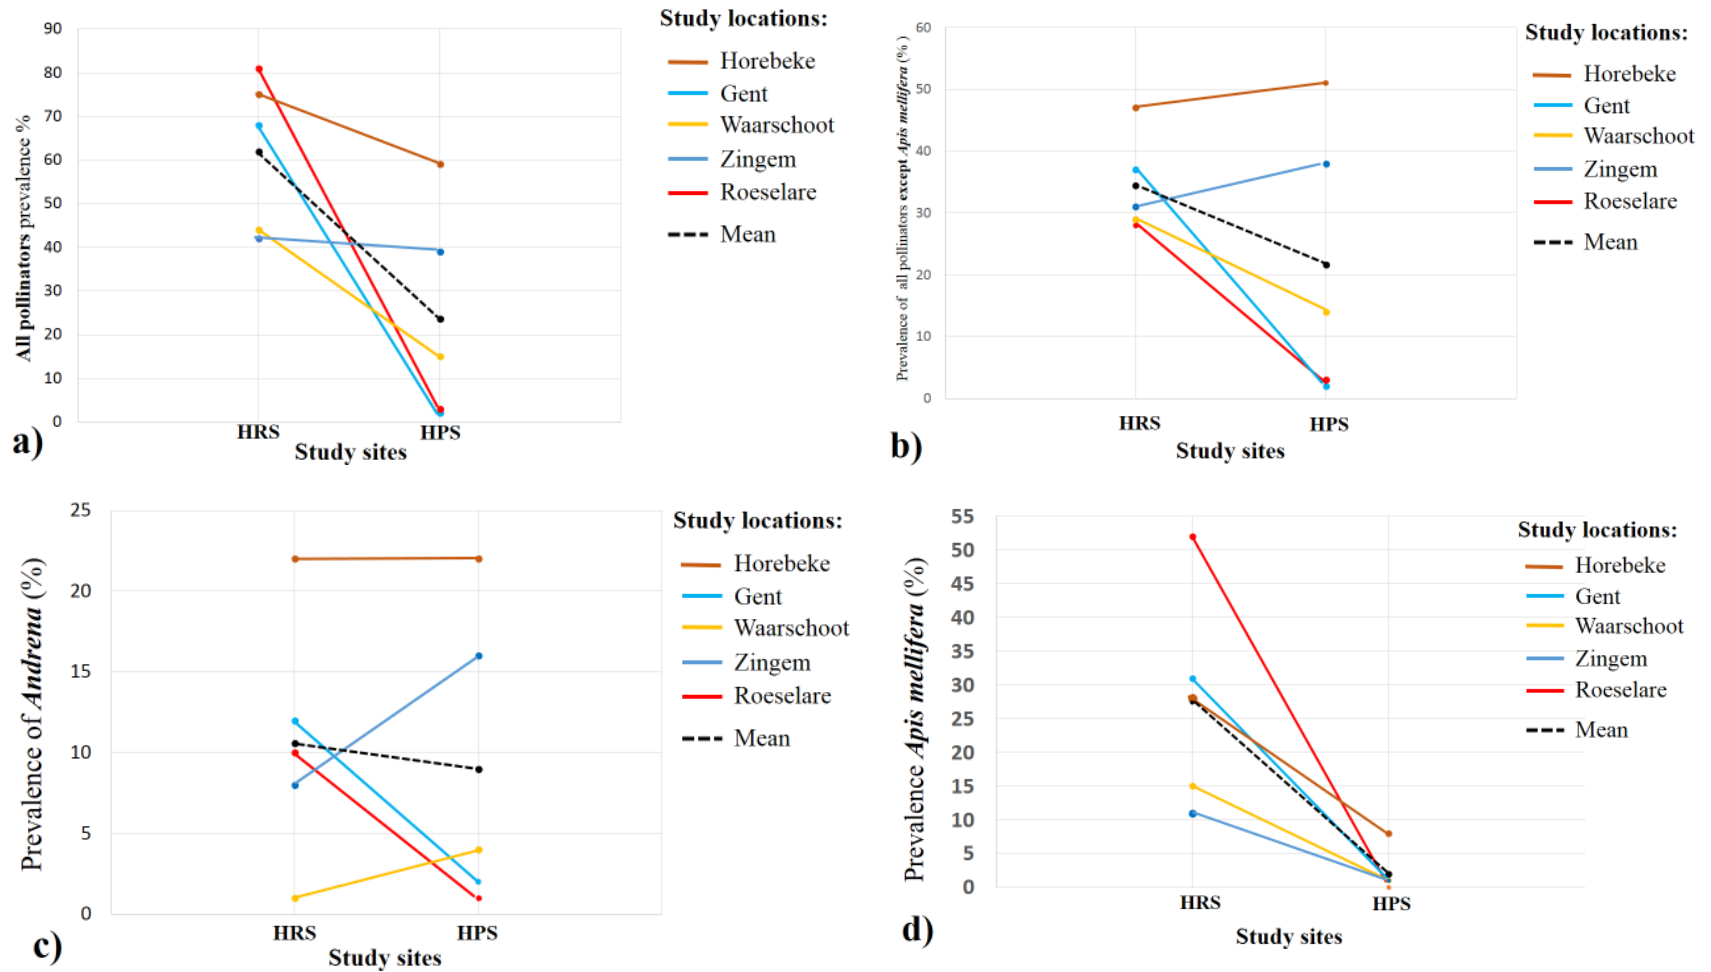 All pollinators prevalence %
90
80
70
60
50
40
30
20
10
0
HRS
HPS
Study sites
a)
Study locations:
Horebeke
Gent
Waarschoot
Zingem
Roeselare
Mean
Prevalence of all pollinators except Apis mellifera (%)
60
50
40
30
20
10
0
HRS
HPS
Study sites
b)
Study locations:
Horebeke
Gent
Waarschoot
Zingem
Roeselare
Mean
Prevalence of Andrena (%)
25
20
15
10
5
0
HRS
HPS
Study sites
c)
Study locations:
Horebeke
Gent
Waarschoot
Zingem
Roeselare
Mean
Prevalence Apis mellifera (%)
55
50
45
40
35
30
25
20
15
10
5
0
HRS
HPS
Study sites
d)
Study locations:
Horebeke
Gent
Waarschoot
Zingem
Roeselare
Mean